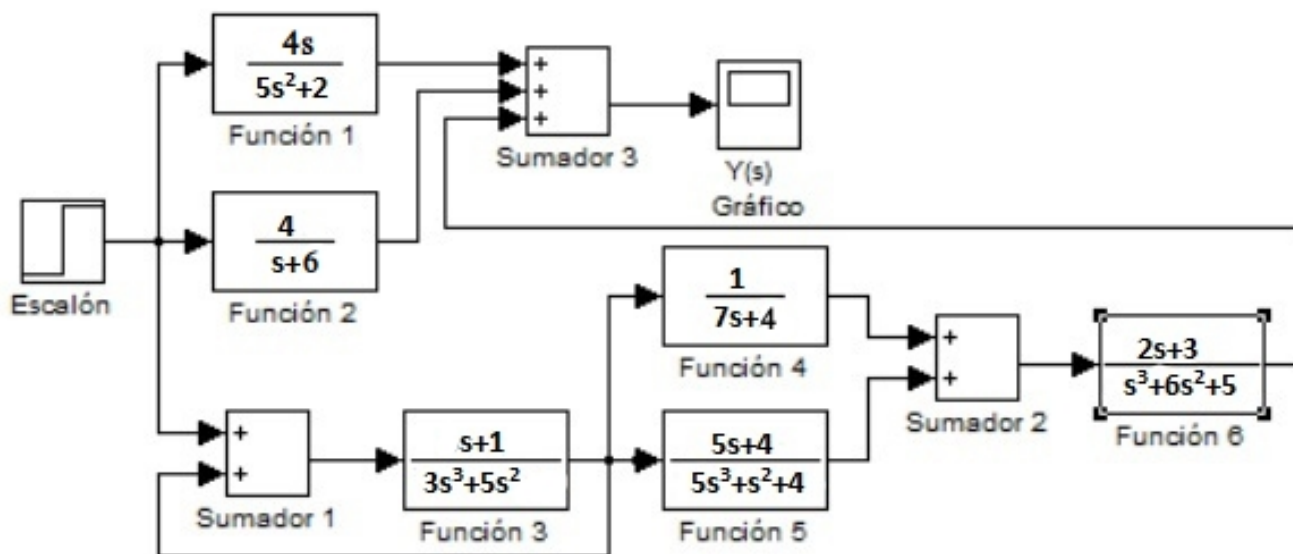 4s
5s²+2
Función 1
+
+
+
Sumador 3
Y(s)
Gráfico
Escalón
4
s+6
Función 2
1
7s+4
Función 4
+
+
Sumador 2
2s+3
s³+6s²+5
Función 6
+
+
Sumador 1
s+1
3s³+5s²
Función 3
5s+4
5s³+s²+4
Función 5